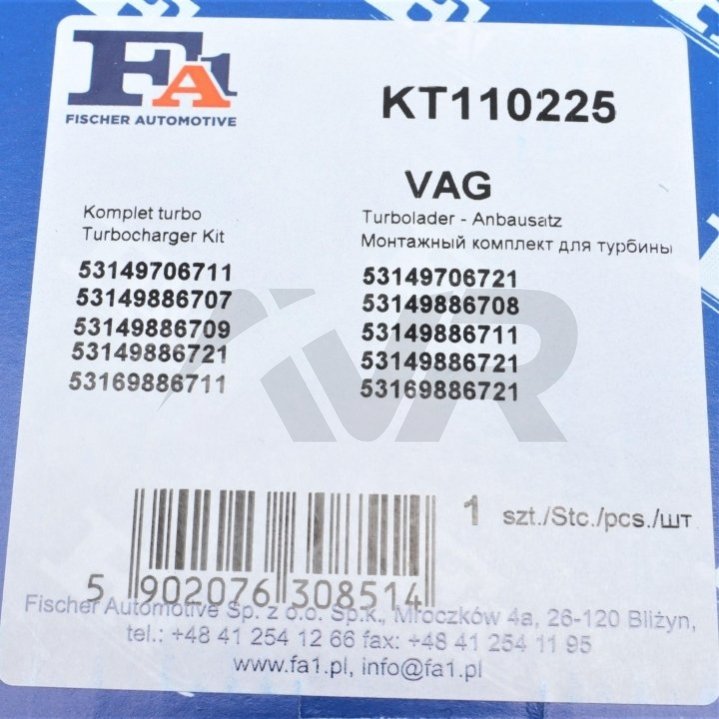 FA1
FISCHER AUTOMOTIVE
KT110225
VAG
Komplet turbo
Turbocharger Kit
Turbolader - Anbausatz
Монтажный комплект для турбины
53149706711 53149706721
53149886707 53149886708
53149886709 53149886711
53149886721 53149886721
53169886711 53169886721
AVR
1 szt./Stc./pcs./шт
5 902076 308514
Fischer Automotive Sp. z o.o. Sp.k., Mroczków 4a, 26-120 Bliżyn,
tel.: +48 41 254 12 66 fax: +48 41 254 11 95
www.fa1.pl, info@fa1.pl